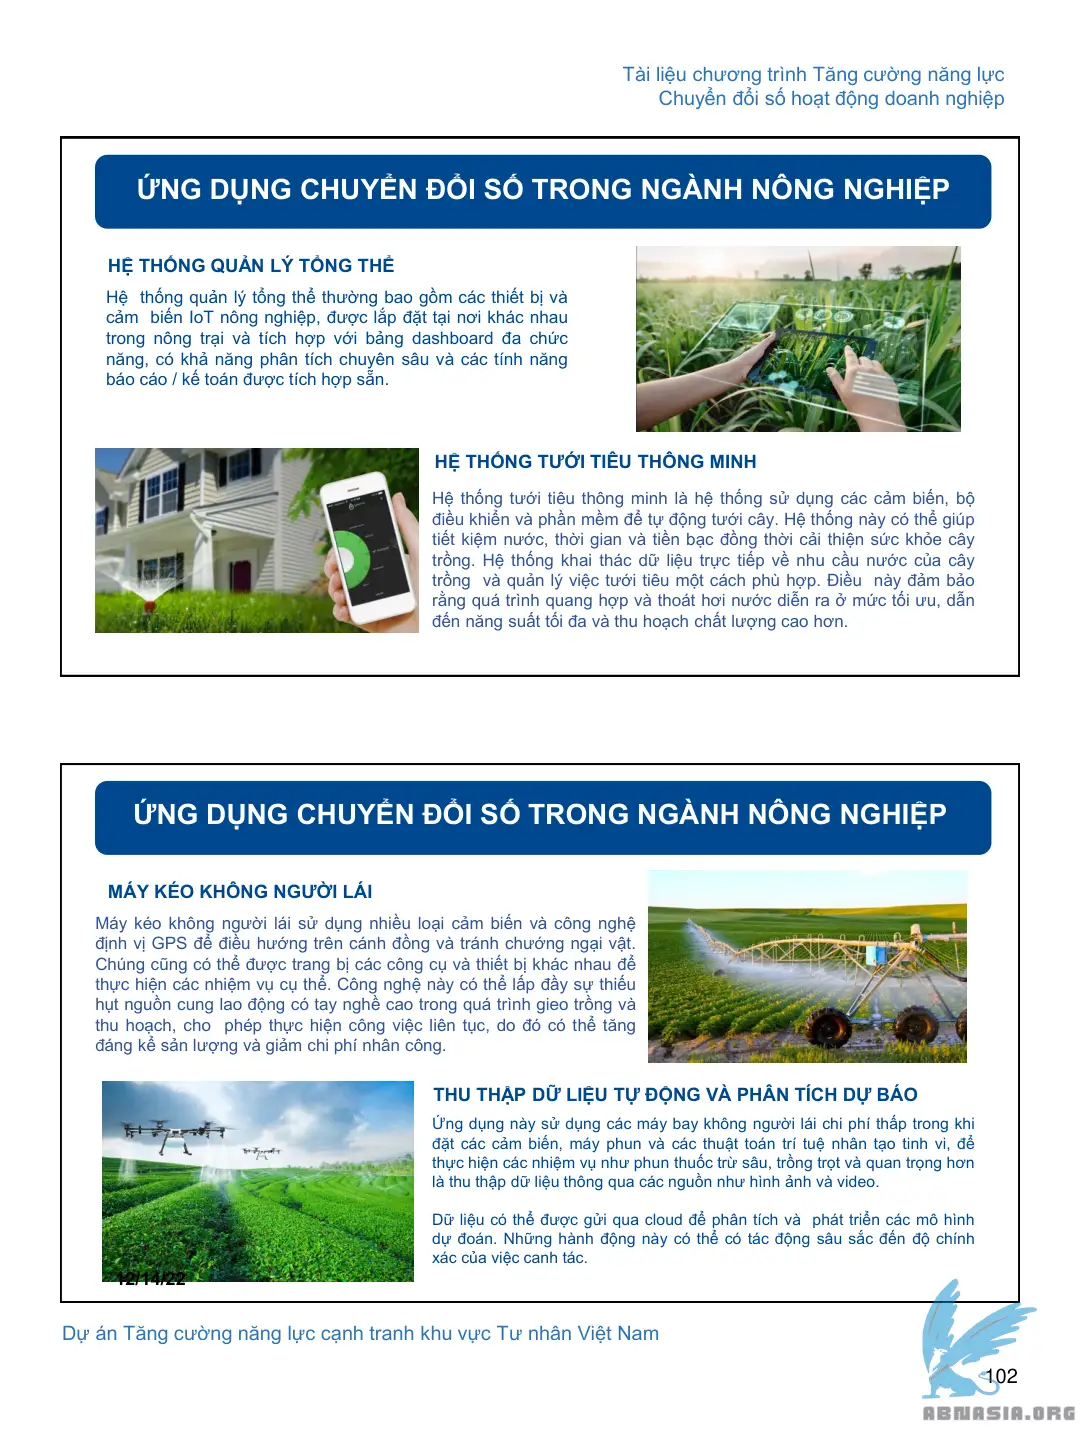 Tài liệu chương trình Tăng cường năng lực
Chuyển đổi số hoạt động doanh nghiệp
ỨNG DỤNG CHUYỂN ĐỔI SỐ TRONG NGÀNH NÔNG NGHIỆP
HỆ THỐNG QUẢN LÝ TỔNG THỂ
Hệ thống quản lý tổng thể thường bao gồm các thiết bị và
cảm biến IoT nông nghiệp, được lắp đặt tại nơi khác nhau
trong nông trại và tích hợp với bảng dashboard đa chức
năng, có khả năng phân tích chuyên sâu và các tính năng
báo cáo / kế toán được tích hợp sẵn.
HỆ THỐNG TƯỚI TIÊU THÔNG MINH
Hệ thống tưới tiêu thông minh là hệ thống sử dụng các cảm biến, bộ
điều khiển và phần mềm để tự động tưới cây. Hệ thống này có thể giúp
tiết kiệm nước, thời gian và tiền bạc đồng thời cải thiện sức khỏe cây
trồng. Hệ thống khai thác dữ liệu trực tiếp về nhu cầu nước của cây
trồng và quản lý việc tưới tiêu một cách phù hợp. Điều này đảm bảo
rằng quá trình quang hợp và thoát hơi nước diễn ra ở mức tối ưu, dẫn
đến năng suất tối đa và thu hoạch chất lượng cao hơn.
ỨNG DỤNG CHUYỂN ĐỔI SỐ TRONG NGÀNH NÔNG NGHIỆP
MÁY KÉO KHÔNG NGƯỜI LÁI
Máy kéo không người lái sử dụng nhiều loại cảm biến và công nghệ
định vị GPS để điều hướng trên cánh đồng và tránh chướng ngại vật.
Chúng cũng có thể được trang bị các công cụ và thiết bị khác nhau để
thực hiện các nhiệm vụ cụ thể. Công nghệ này có thể lấp đầy sự thiếu
hụt nguồn cung lao động có tay nghề cao trong quá trình gieo trồng và
thu hoạch, cho phép thực hiện công việc liên tục, do đó có thể tăng
đáng kể sản lượng và giảm chi phí nhân công.
THU THẬP DỮ LIỆU TỰ ĐỘNG VÀ PHÂN TÍCH DỰ BÁO
Ứng dụng này sử dụng các máy bay không người lái chi phí thấp trong khi
đặt các cảm biến, máy phun và các thuật toán trí tuệ nhân tạo tinh vi, để
thực hiện các nhiệm vụ như phun thuốc trừ sâu, trồng trọt và quan trọng hơn
là thu thập dữ liệu thông qua các nguồn như hình ảnh và video.
Dữ liệu có thể được gửi qua cloud để phân tích và phát triển các mô hình
dự đoán. Những hành động này có thể có tác động sâu sắc đến độ chính
xác của việc canh tác.
12/14/22
Dự án Tăng cường năng lực cạnh tranh khu vực Tư nhân Việt Nam
102
ABNASIA.ORG